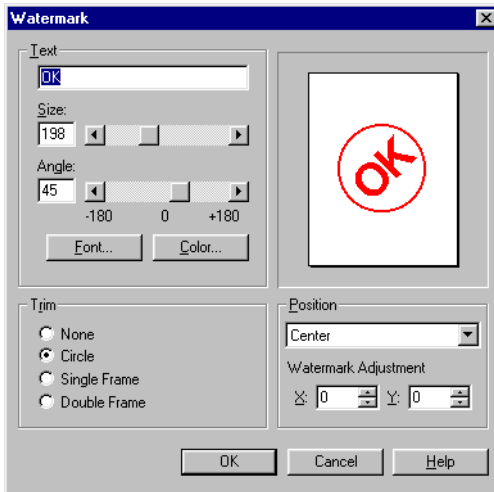 Watermark
Text
OK
Size:
198
Angle:
45
-180 0 +180
Font... Color...
OK
Trim
None
Circle
Single Frame
Double Frame
Position
Center
Watermark Adjustment
X: 0 Y: 0
OK Cancel Help